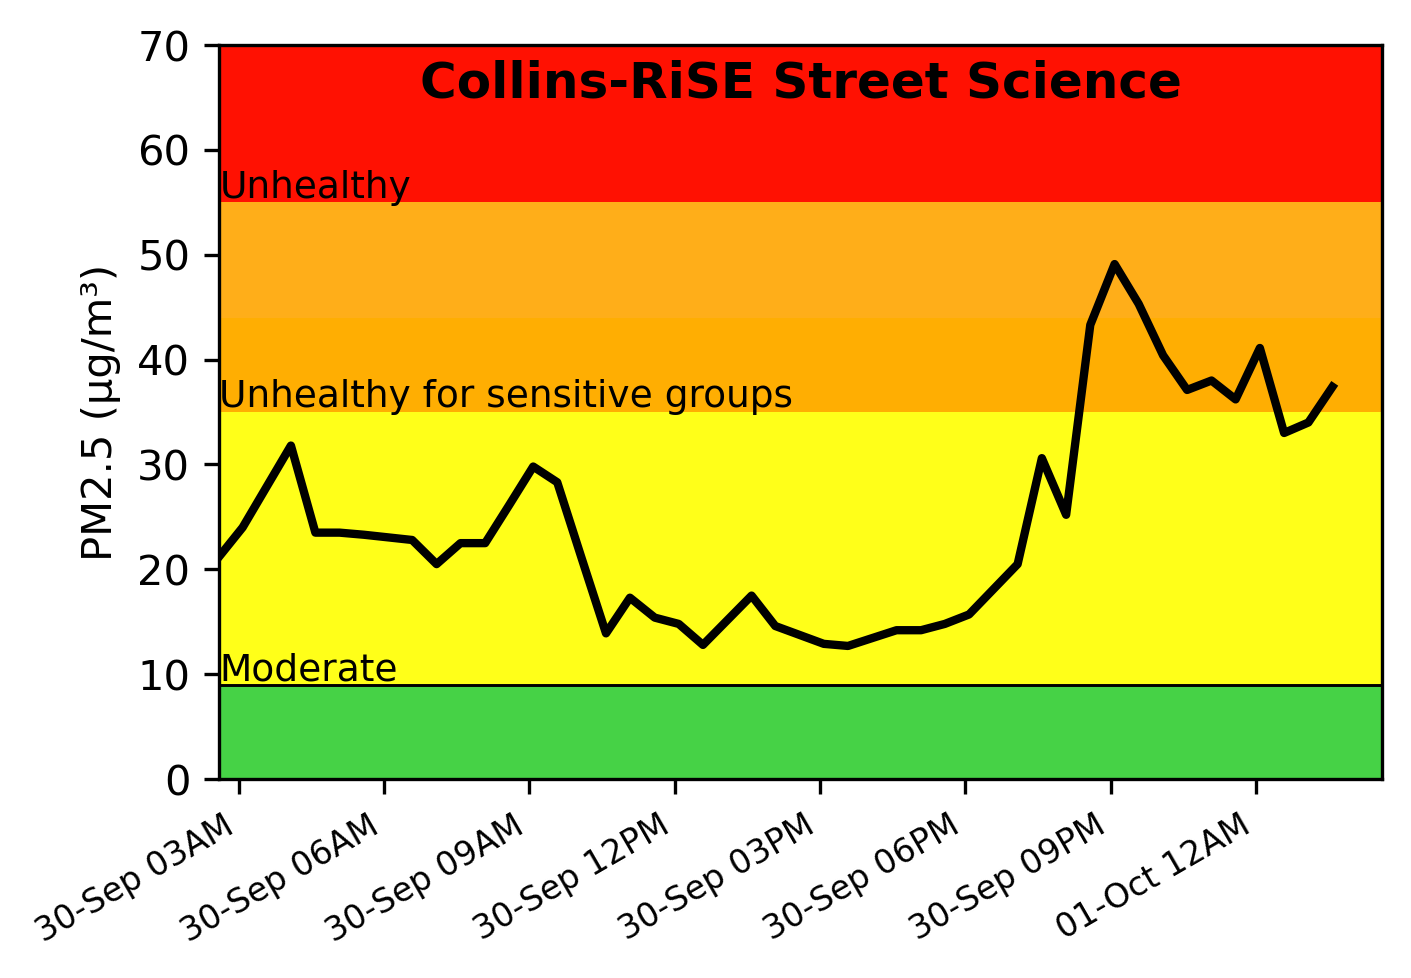 Collins-RiSE Street Science
70
60
Unhealthy
50
40
Unhealthy for sensitive groups
30
20
10
Moderate
0
PM2.5 (µg/m³)
30-Sep 03AM
30-Sep 06AM
30-Sep 09AM
30-Sep 12PM
30-Sep 03PM
30-Sep 06PM
30-Sep 09PM
01-Oct 12AM